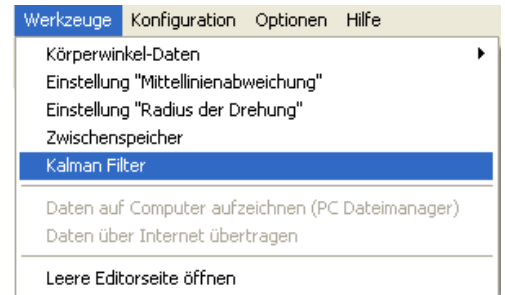 Werkzeuge Konfiguration Optionen Hilfe
Körperwinkel-Daten
Einstellung "Mittellinienabweichung"
Einstellung "Radius der Drehung"
Zwischenspeicher
Kalman Filter
Daten auf Computer aufzeichnen (PC Dateimanager)
Daten über Internet übertragen
Leere Editorseite öffnen